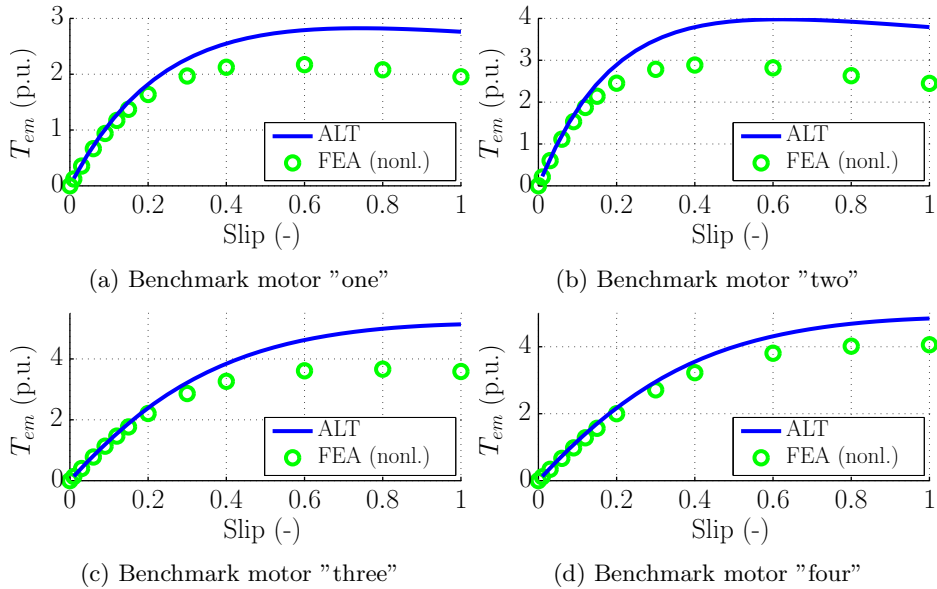 3
2
1
0
T_em (p.u.)
ALT
FEA (nonl.)
0 0.2 0.4 0.6 0.8 1
Slip (-)
(a) Benchmark motor "one"
4
3
2
1
0
T_em (p.u.)
ALT
FEA (nonl.)
0 0.2 0.4 0.6 0.8 1
Slip (-)
(b) Benchmark motor "two"
4
2
0
T_em (p.u.)
ALT
FEA (nonl.)
0 0.2 0.4 0.6 0.8 1
Slip (-)
(c) Benchmark motor "three"
4
2
0
T_em (p.u.)
ALT
FEA (nonl.)
0 0.2 0.4 0.6 0.8 1
Slip (-)
(d) Benchmark motor "four"